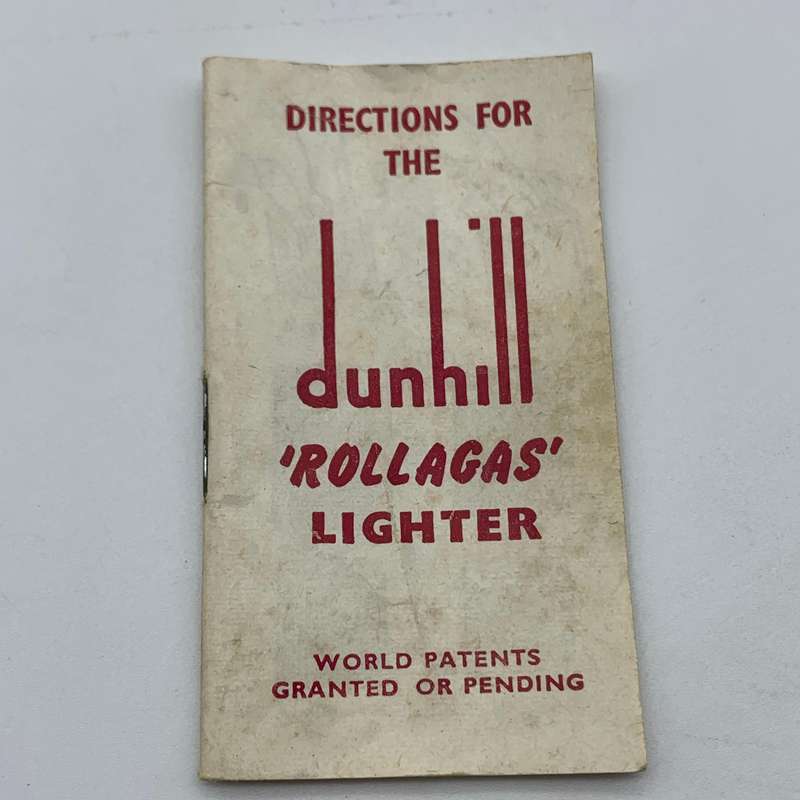 DIRECTIONS FOR
THE
dunhill
'ROLLAGAS'
LIGHTER
WORLD PATENTS
GRANTED OR PENDING